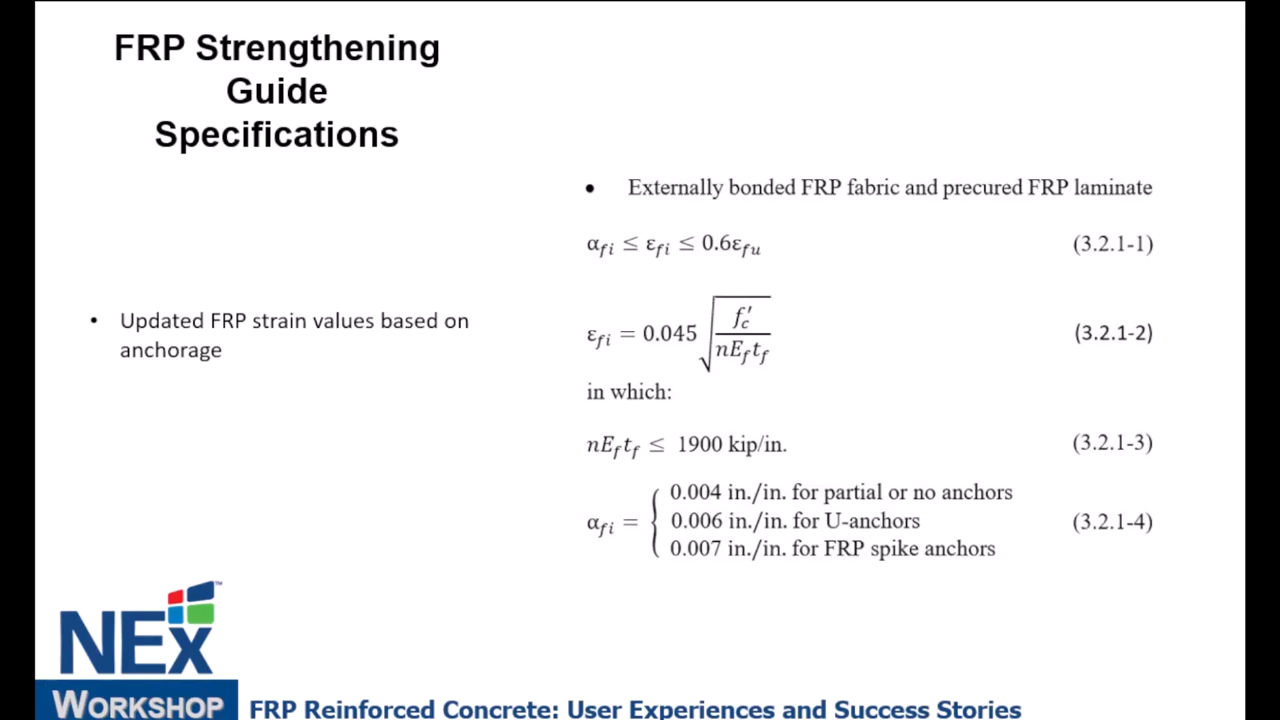 FRP Strengthening
Guide
Specifications
• Externally bonded FRP fabric and precured FRP laminate
α_fi ≤ ε_fi ≤ 0.6ε_fu (3.2.1-1)
• Updated FRP strain values based on
anchorage
ε_fi = 0.045 √(f_c′ / nE_f t_f) (3.2.1-2)
in which:
nE_f t_f ≤ 1900 kip/in. (3.2.1-3)
α_fi = { 0.004 in./in. for partial or no anchors
0.006 in./in. for U-anchors (3.2.1-4)
0.007 in./in. for FRP spike anchors
NEx™
WORKSHOP
FRP Reinforced Concrete: User Experiences and Success Stories